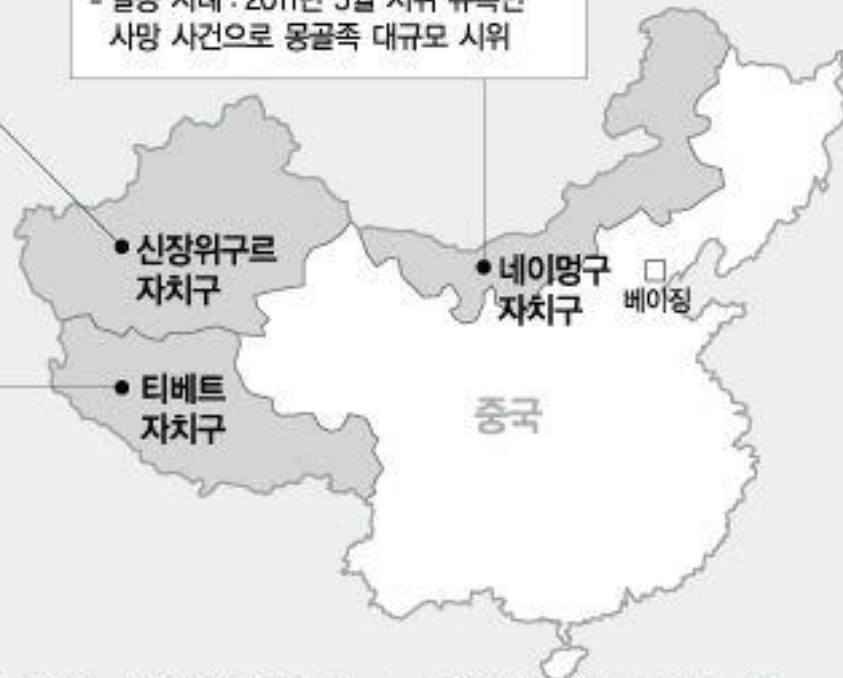 사망 사건으로 몽골족 대규모 시위
신장위구르
자치구
네이멍구
자치구
베이징
티베트
자치구
중국